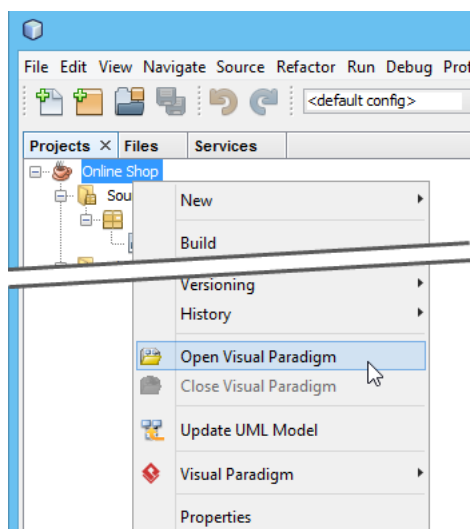 File Edit View Navigate Source Refactor Run Debug Prof
<default config>
Projects × Files Services
Online Shop
Sou
New
Build
Versioning
History
Open Visual Paradigm
Close Visual Paradigm
Update UML Model
Visual Paradigm
Properties